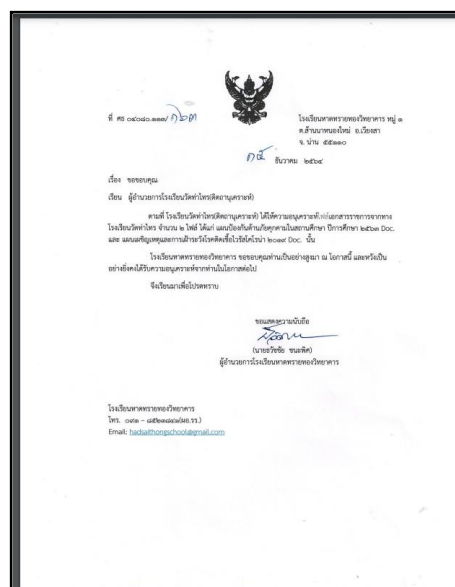 ที่ ศธ ๐๔๐๘๐.๑๑๓/ ๑๖๓
โรงเรียนหาดทรายทองวิทยาคาร หมู่ ๑
ต.ส้านนาหนองใหม่ อ.เวียงสา
จ. น่าน ๕๕๑๑๐
๑๕ ธันวาคม ๒๕๖๔
เรื่อง ขอขอบคุณ
เรียน ผู้อำนวยการโรงเรียนวัดท่าไทร(ดิตถานุเคราะห์)
ตามที่ โรงเรียนวัดท่าไทร(ดิตถานุเคราะห์) ได้ให้ความอนุเคราะห์ไฟล์เอกสารราชการจากทาง
โรงเรียนวัดท่าไทร จำนวน ๒ ไฟล์ ได้แก่ แผนป้องกันด้านภัยคุกคามในสถานศึกษา ปีการศึกษา ๒๕๖๓ Doc.
และ แผนเผชิญเหตุและการเฝ้าระวังโรคติดเชื้อไวรัสโคโรน่า ๒๐๑๙ Doc. นั้น
โรงเรียนหาดทรายทองวิทยาคาร ขอขอบคุณท่านเป็นอย่างสูงมา ณ โอกาสนี้ และหวังเป็น
อย่างยิ่งคงได้รับความอนุเคราะห์จากท่านในโอกาสต่อไป
จึงเรียนมาเพื่อโปรดทราบ
ขอแสดงความนับถือ
(นายธวัชชัย ชนะพิศ)
ผู้อำนวยการโรงเรียนหาดทรายทองวิทยาคาร
โรงเรียนหาดทรายทองวิทยาคาร
โทร. ๐๙๑ –
Email: hadsaithongschool@gmail.com